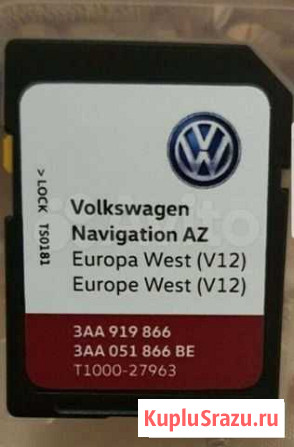 > LOCK TS0181
Volkswagen
Navigation AZ
Europa West (V12)
Europe West (V12)
3AA 919 866
3AA 051 866 BE
T1000-27963
KupluSrazu.ru